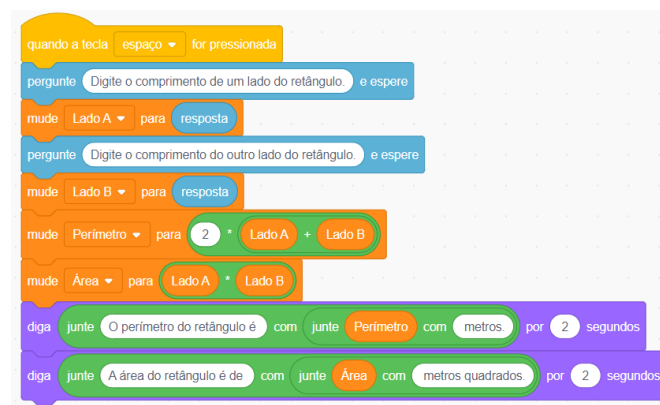 quando a tecla espaço for pressionada
pergunte Digite o comprimento de um lado do retângulo. e espere
mude Lado A para resposta
pergunte Digite o comprimento do outro lado do retângulo. e espere
mude Lado B para resposta
mude Perímetro para 2 * Lado A + Lado B
mude Área para Lado A * Lado B
diga junte O perímetro do retângulo é com junte Perímetro com metros. por 2 segundos
diga junte A área do retângulo é de com junte Área com metros quadrados. por 2 segundos